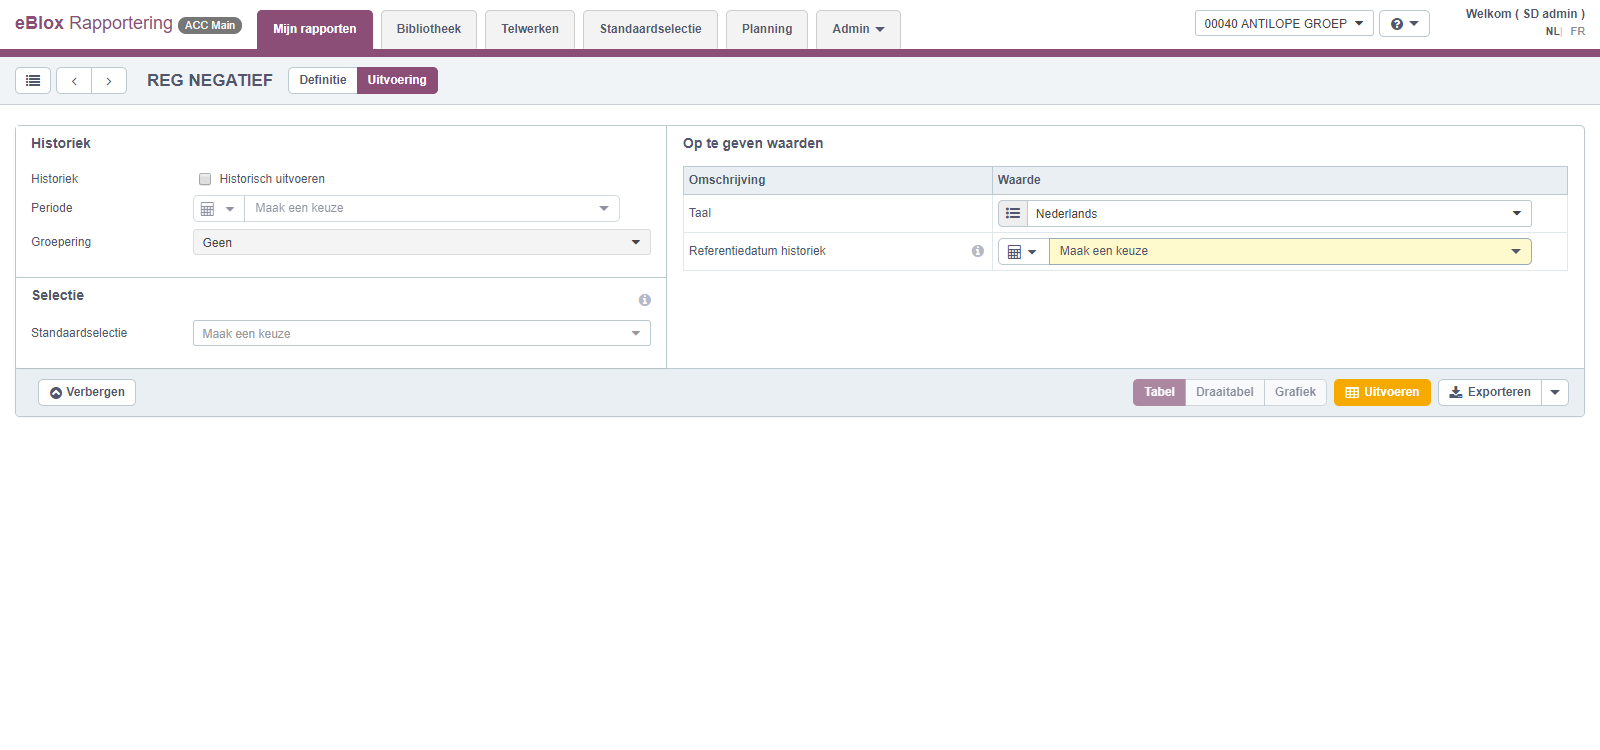 eBlox Rapportering ACC Main
Mijn rapporten Bibliotheek Telwerken Standaardselectie Planning Admin
00040 ANTILOPE GROEP
Welkom ( SD admin )
NL| FR
REG NEGATIEF Definitie Uitvoering
Historiek
Historiek Historisch uitvoeren
Periode Maak een keuze
Groepering Geen
Selectie
Standaardselectie Maak een keuze
Op te geven waarden
Omschrijving Waarde
Taal Nederlands
Referentiedatum historiek Maak een keuze
Verbergen Tabel Draaitabel Grafiek Uitvoeren Exporteren